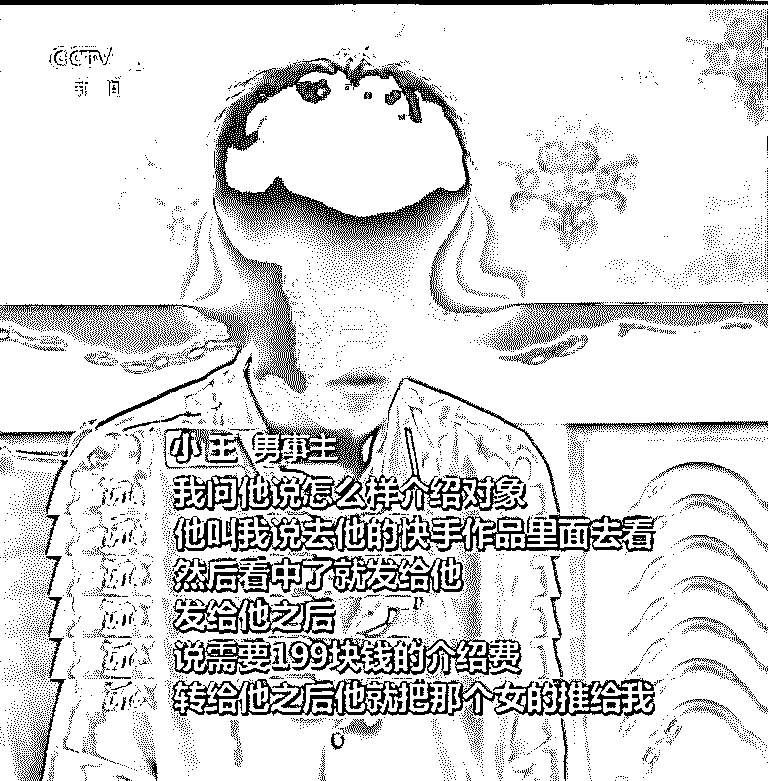 CCTV
新闻
小王 男事主
我问他说怎么样介绍对象
他叫我说去他的快手作品里面去看
然后看中了就发给他
发给他之后
说需要199块钱的介绍费
转给他之后他就把那个女的推给我